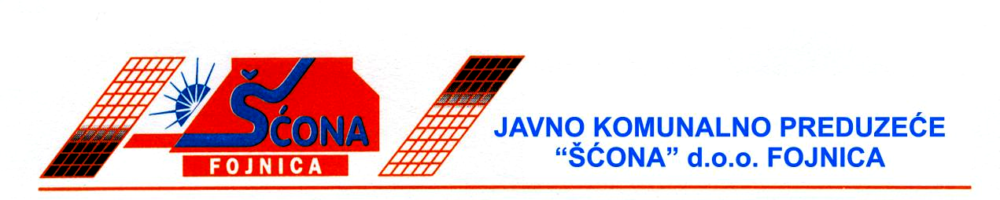 ŠĆONA
FOJNICA
JAVNO KOMUNALNO PREDUZEĆE
“ŠĆONA” d.o.o. FOJNICA